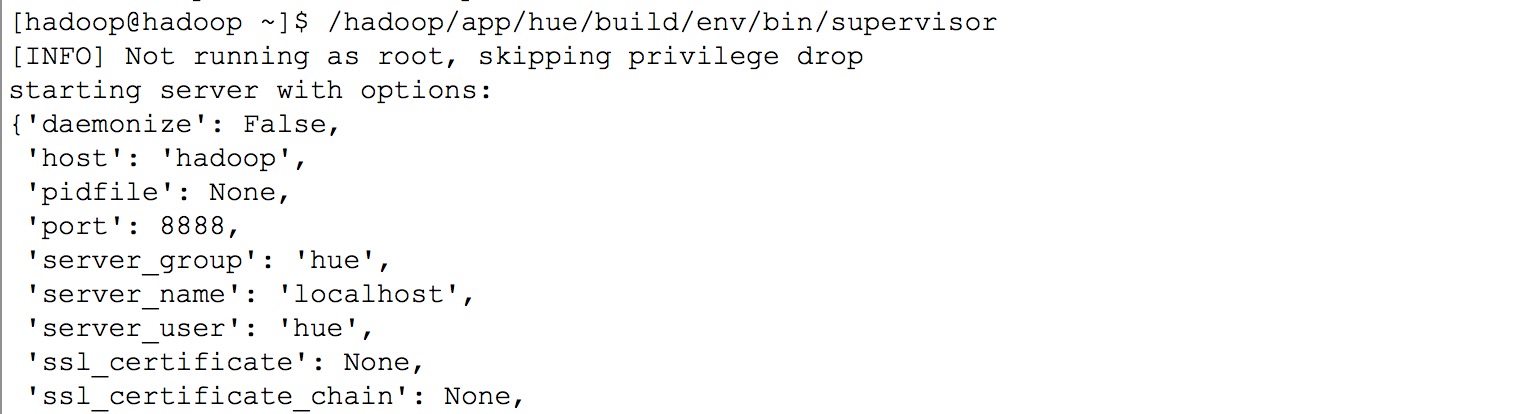 [hadoop@hadoop ~]$ /hadoop/app/hue/build/env/bin/supervisor
[INFO] Not running as root, skipping privilege drop
starting server with options:
{'daemonize': False,
 'host': 'hadoop',
 'pidfile': None,
 'port': 8888,
 'server_group': 'hue',
 'server_name': 'localhost',
 'server_user': 'hue',
 'ssl_certificate': None,
 'ssl_certificate_chain': None,